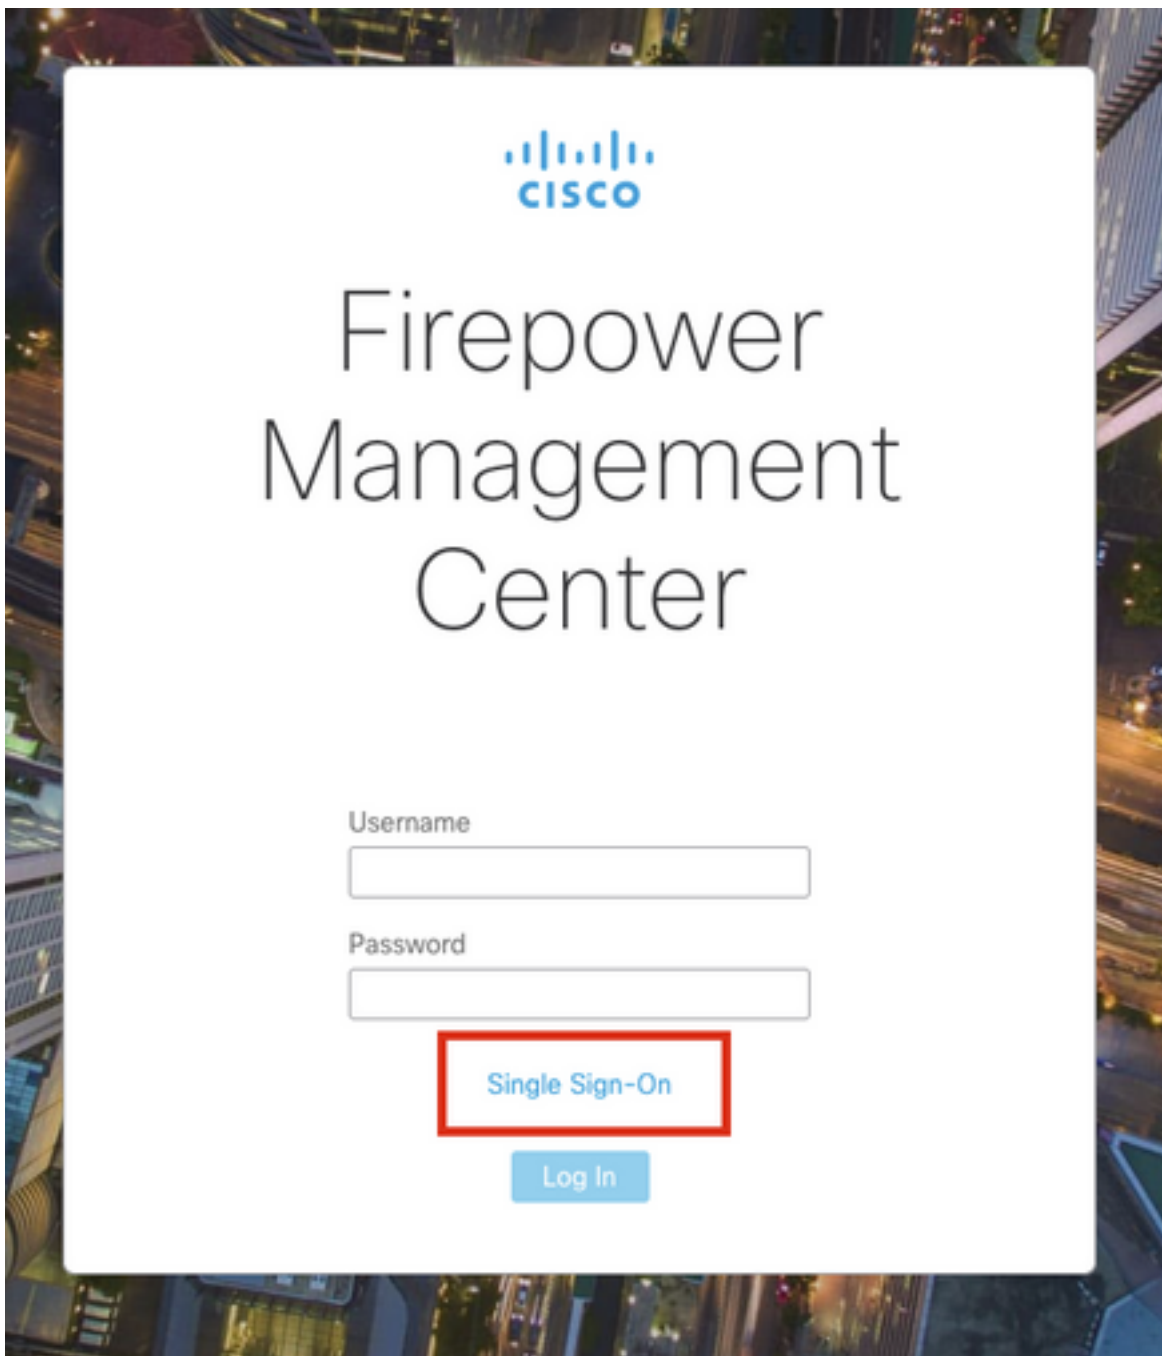 CISCO
Firepower
Management
Center
Username
Password
Single Sign-On
Log In